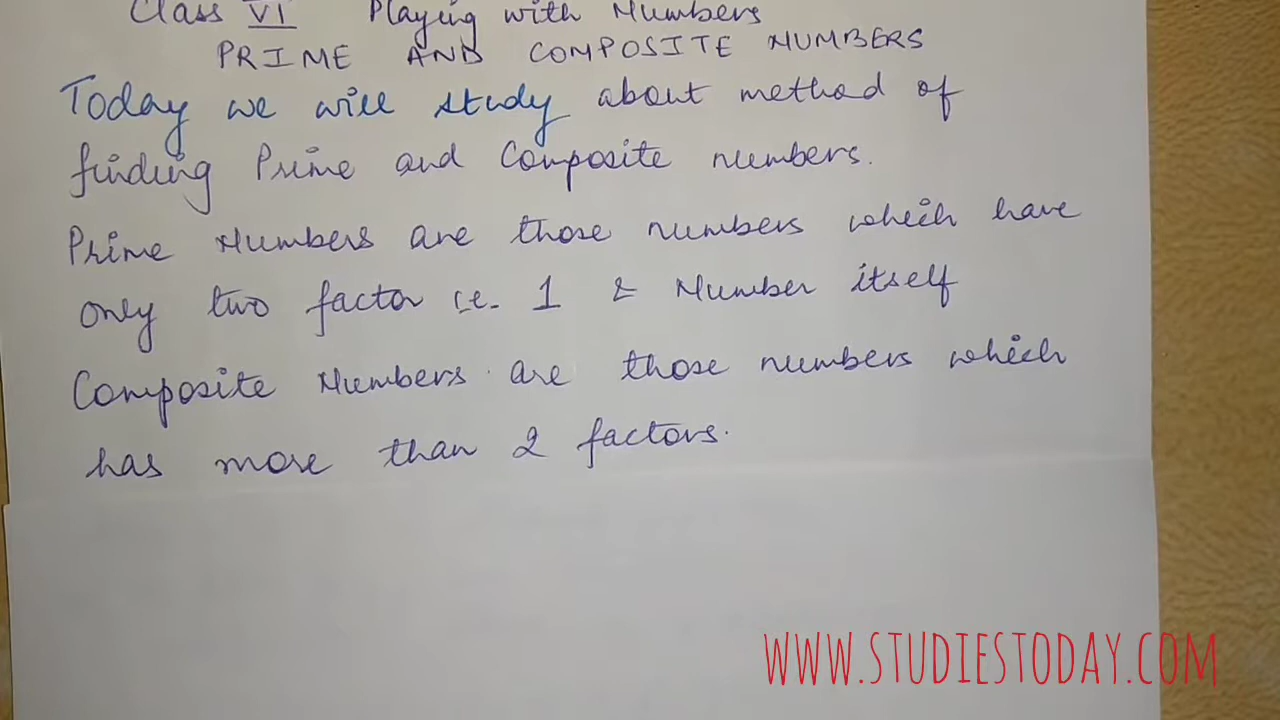 Class VI Playing with Numbers
PRIME AND COMPOSITE NUMBERS
Today we will study about method of
finding Prime and Composite numbers.
Prime Numbers are those numbers which have
only two factor i.e. 1 & Number itself
Composite Numbers are those numbers which
has more than 2 factors.
www.studiestoday.com